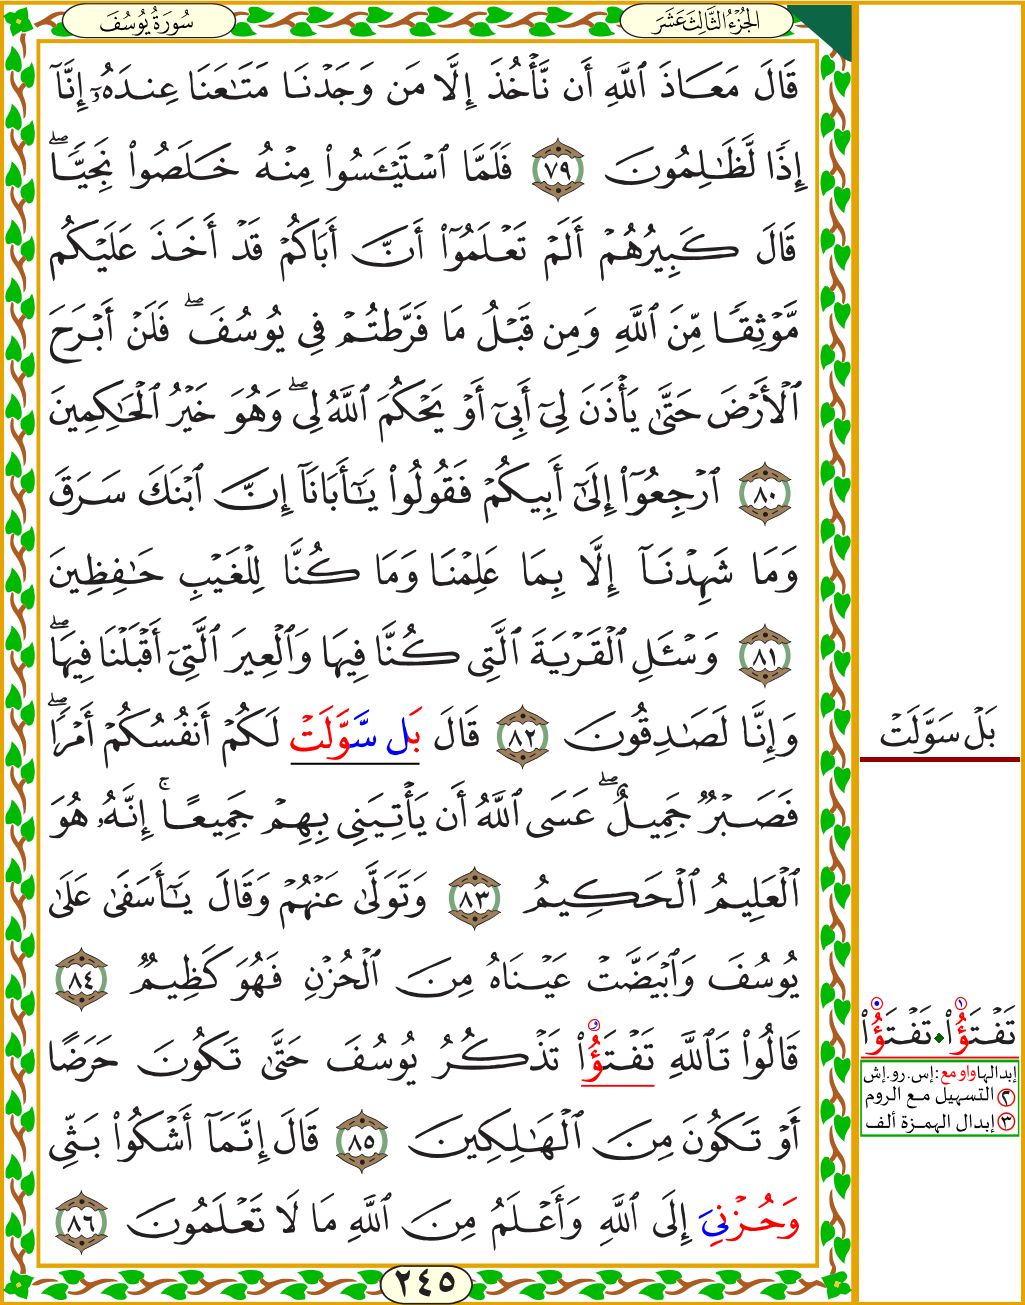 سُورَةُ يُوسُفَ
الجُزْءُ الثَّالِثَ عَشَرَ
قَالَ مَعَاذَ ٱللَّهِ أَن نَّأْخُذَ إِلَّا مَن وَجَدْنَا مَتَـٰعَنَا عِندَهُۥٓ إِنَّآ
إِذًا لَّظَـٰلِمُونَ ٧٩ فَلَمَّا ٱسْتَيْـَٔسُوا۟ مِنْهُ خَلَصُوا۟ نَجِيًّاۖ
قَالَ كَبِيرُهُمْ أَلَمْ تَعْلَمُوٓا۟ أَنَّ أَبَاكُمْ قَدْ أَخَذَ عَلَيْكُم
مَّوْثِقًا مِّنَ ٱللَّهِ وَمِن قَبْلُ مَا فَرَّطتُمْ فِى يُوسُفَۖ فَلَنْ أَبْرَحَ
ٱلْأَرْضَ حَتَّىٰ يَأْذَنَ لِىٓ أَبِىٓ أَوْ يَحْكُمَ ٱللَّهُ لِىۖ وَهُوَ خَيْرُ ٱلْحَـٰكِمِينَ
٨٠ ٱرْجِعُوٓا۟ إِلَىٰٓ أَبِيكُمْ فَقُولُوا۟ يَـٰٓأَبَانَآ إِنَّ ٱبْنَكَ سَرَقَ
وَمَا شَهِدْنَآ إِلَّا بِمَا عَلِمْنَا وَمَا كُنَّا لِلْغَيْبِ حَـٰفِظِينَ
٨١ وَسْـَٔلِ ٱلْقَرْيَةَ ٱلَّتِى كُنَّا فِيهَا وَٱلْعِيرَ ٱلَّتِىٓ أَقْبَلْنَا فِيهَاۖ
وَإِنَّا لَصَـٰدِقُونَ ٨٢ قَالَ بَل سَّوَّلَتْ لَكُمْ أَنفُسُكُمْ أَمْرًاۖ
فَصَبْرٌ جَمِيلٌۖ عَسَى ٱللَّهُ أَن يَأْتِيَنِى بِهِمْ جَمِيعًاۚ إِنَّهُۥ هُوَ
ٱلْعَلِيمُ ٱلْحَكِيمُ ٨٣ وَتَوَلَّىٰ عَنْهُمْ وَقَالَ يَـٰٓأَسَفَىٰ عَلَىٰ
يُوسُفَ وَٱبْيَضَّتْ عَيْنَاهُ مِنَ ٱلْحُزْنِ فَهُوَ كَظِيمٌ ٨٤
قَالُوا۟ تَٱللَّهِ تَفْتَؤُا۟ تَذْكُرُ يُوسُفَ حَتَّىٰ تَكُونَ حَرَضًا
أَوْ تَكُونَ مِنَ ٱلْهَـٰلِكِينَ ٨٥ قَالَ إِنَّمَآ أَشْكُوا۟ بَثِّى
وَحُزْنِىَ إِلَى ٱللَّهِ وَأَعْلَمُ مِنَ ٱللَّهِ مَا لَا تَعْلَمُونَ ٨٦
٢٤٥
بَلْ سَوَّلَتْ
تَفْتَؤُا۟ تَفْتَؤُا۟
إبدالها واو مع: إس. رو. إش
٢ التسهيل مع الروم
٣ إبدال الهمزة ألف